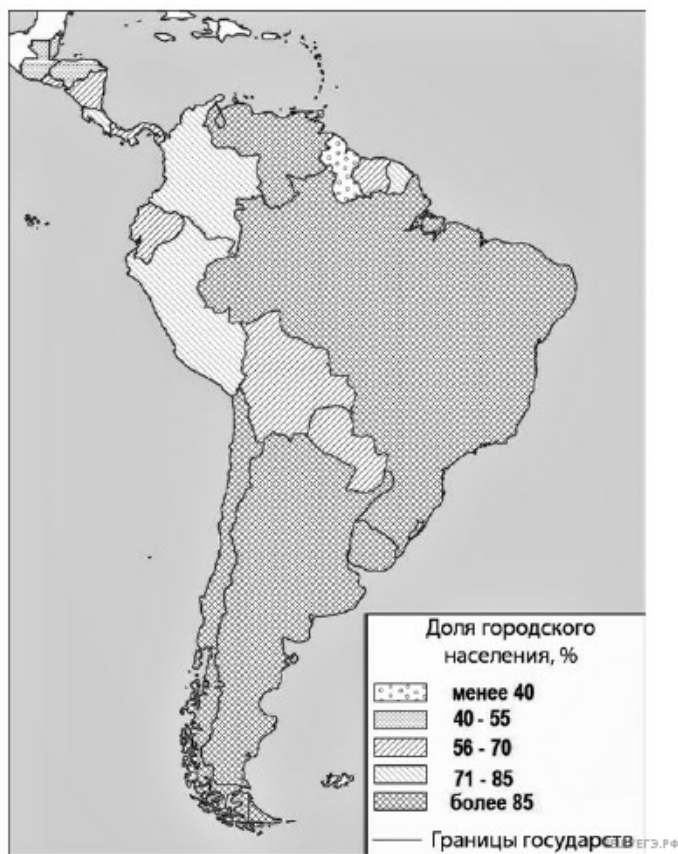 Доля городского
населения, %
менее 40
40 - 55
56 - 70
71 - 85
более 85
Границы государств